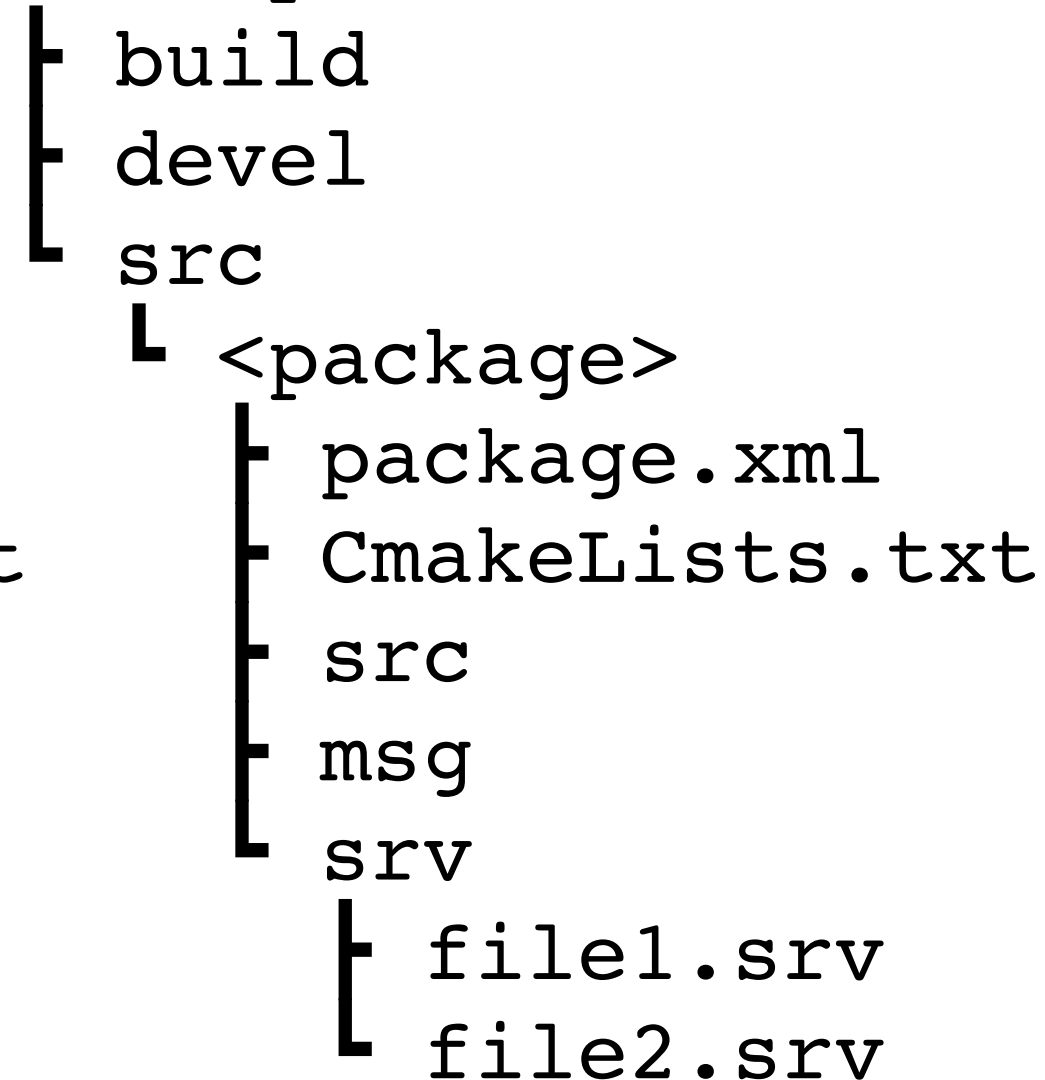 build
devel
src
<package>
package.xml
CmakeLists.txt
src
msg
srv
file1.srv
file2.srv